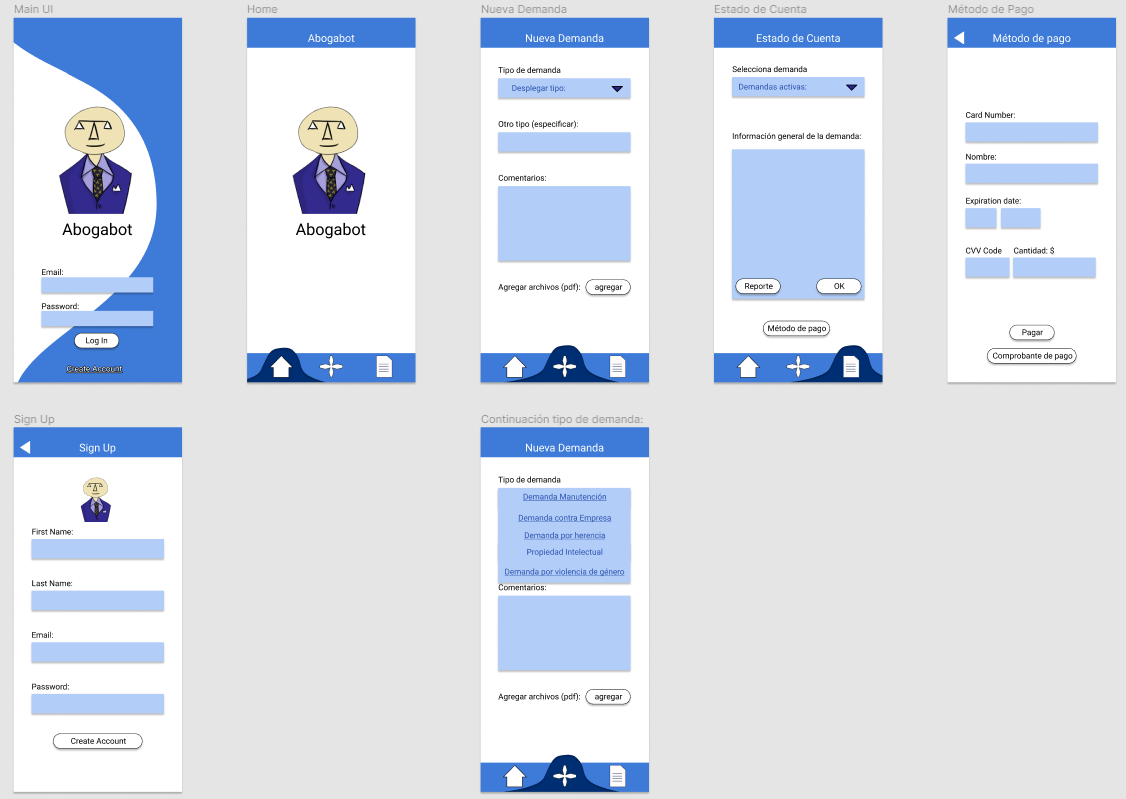 Main UI
Abogabot
Email:
Password:
Log In
Create Account
Home
Abogabot
Abogabot
Nueva Demanda
Nueva Demanda
Tipo de demanda
Desplegar tipo:
Otro tipo (especificar):
Comentarios:
Agregar archivos (pdf):
agregar
Estado de Cuenta
Estado de Cuenta
Selecciona demanda
Demandas activas:
Información general de la demanda:
Reporte
OK
Método de pago
Método de Pago
Método de pago
Card Number:
Nombre:
Expiration date:
CVV Code
Cantidad: $
Pagar
Comprobante de pago
Sign Up
Sign Up
First Name:
Last Name:
Email:
Password:
Create Account
Continuación tipo de demanda:
Nueva Demanda
Tipo de demanda
Demanda Manutención
Demanda contra Empresa
Demanda por herencia
Propiedad Intelectual
Demanda por violencia de género
Comentarios:
Agregar archivos (pdf):
agregar